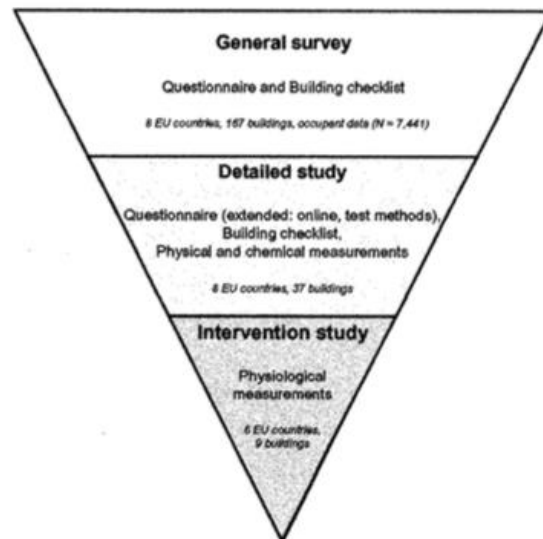 General survey
Questionnaire and Building checklist
8 EU countries, 167 buildings, occupant data (N = 7,441)
Detailed study
Questionnaire (extended: online, test methods),
Building checklist,
Physical and chemical measurements
8 EU countries, 37 buildings
Intervention study
Physiological
measurements
6 EU countries,
9 buildings